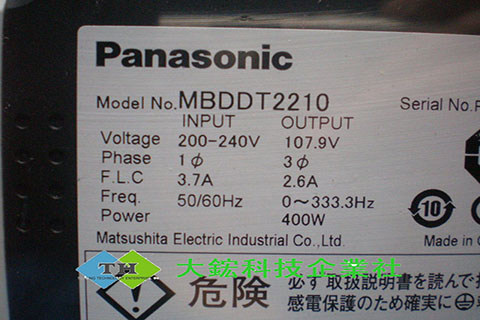 Panasonic
Model No. MBDDT2210 Serial No.
INPUT OUTPUT
Voltage 200-240V 107.9V
Phase 1φ 3φ
F.L.C 3.7A 2.6A
Freq. 50/60Hz 0~333.3Hz
Power 400W
10
Matsushita Electric Industrial Co.,Ltd. Made in
TH 大鋐科技企業社
危険 必ず取扱説明書を読んで
感電保護のため確実に